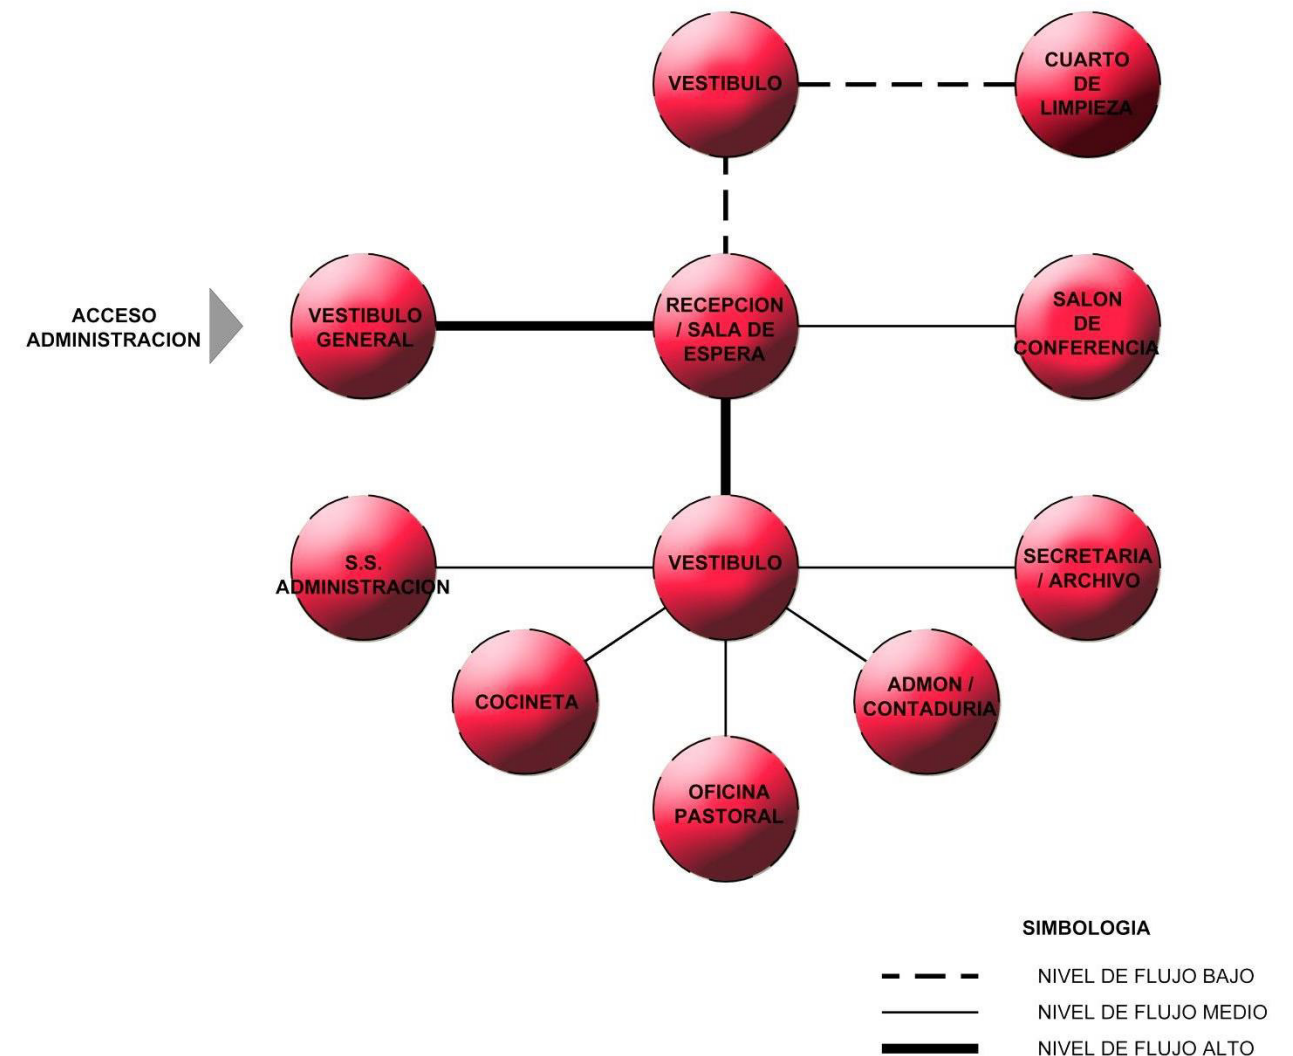 VESTIBULO
CUARTO
DE
LIMPIEZA
ACCESO
ADMINISTRACION
VESTIBULO
GENERAL
RECEPCION
/ SALA DE
ESPERA
SALON
DE
CONFERENCIA
S.S.
ADMINISTRACION
VESTIBULO
SECRETARIA
/ ARCHIVO
COCINETA
ADMON /
CONTADURIA
OFICINA
PASTORAL
SIMBOLOGIA
NIVEL DE FLUJO BAJO
NIVEL DE FLUJO MEDIO
NIVEL DE FLUJO ALTO